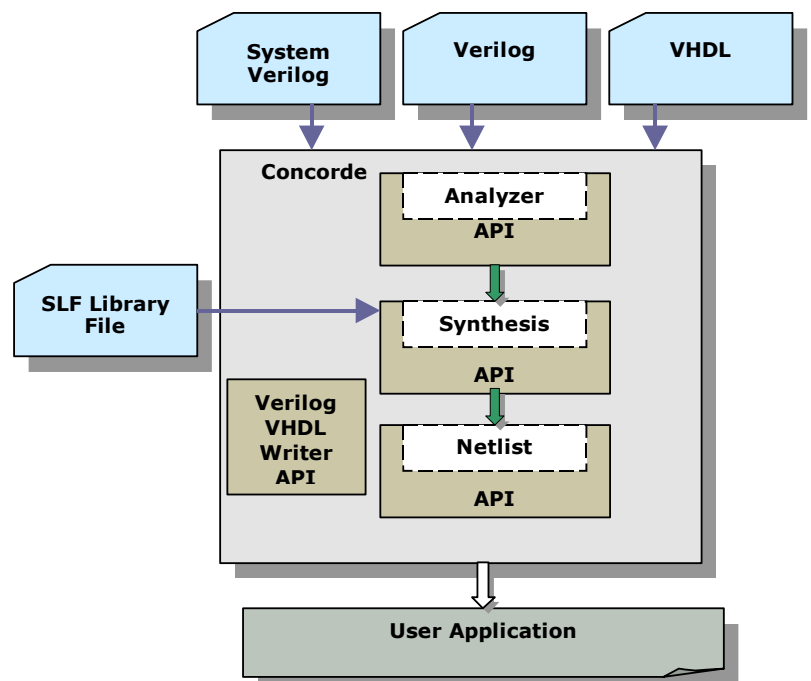 System
Verilog
Verilog
VHDL
Concorde
Analyzer
API
SLF Library
File
Synthesis
API
Verilog
VHDL
Writer
API
Netlist
API
User Application